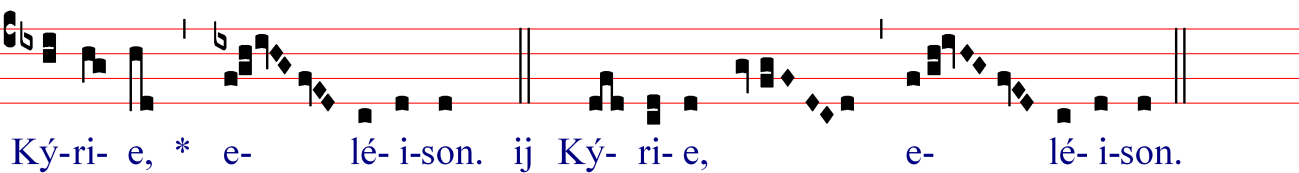 Ký-ri- e, * e- lé- i-son. ij Ký- ri- e, e- lé- i-son.